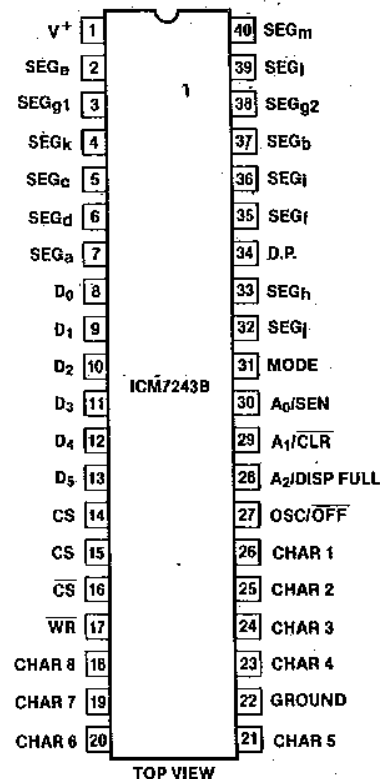 V+ 1 40 SEGm
SEGe 2 39 SEGl
SEGg1 3 38 SEGg2
SEGk 4 37 SEGb
SEGc 5 36 SEGi
SEGd 6 35 SEGf
SEGa 7 34 D.P.
D0 8 33 SEGh
D1 9 32 SEGj
D2 10 31 MODE
ICM7243B
D3 11 30 A0/SEN
D4 12 29 A1/C̅L̅R̅
D5 13 28 A2/DISP FULL
CS 14 27 OSC/O̅F̅F̅
CS 15 26 CHAR 1
C̅S̅ 16 25 CHAR 2
W̅R̅ 17 24 CHAR 3
CHAR 8 18 23 CHAR 4
CHAR 7 19 22 GROUND
CHAR 6 20 21 CHAR 5
TOP VIEW